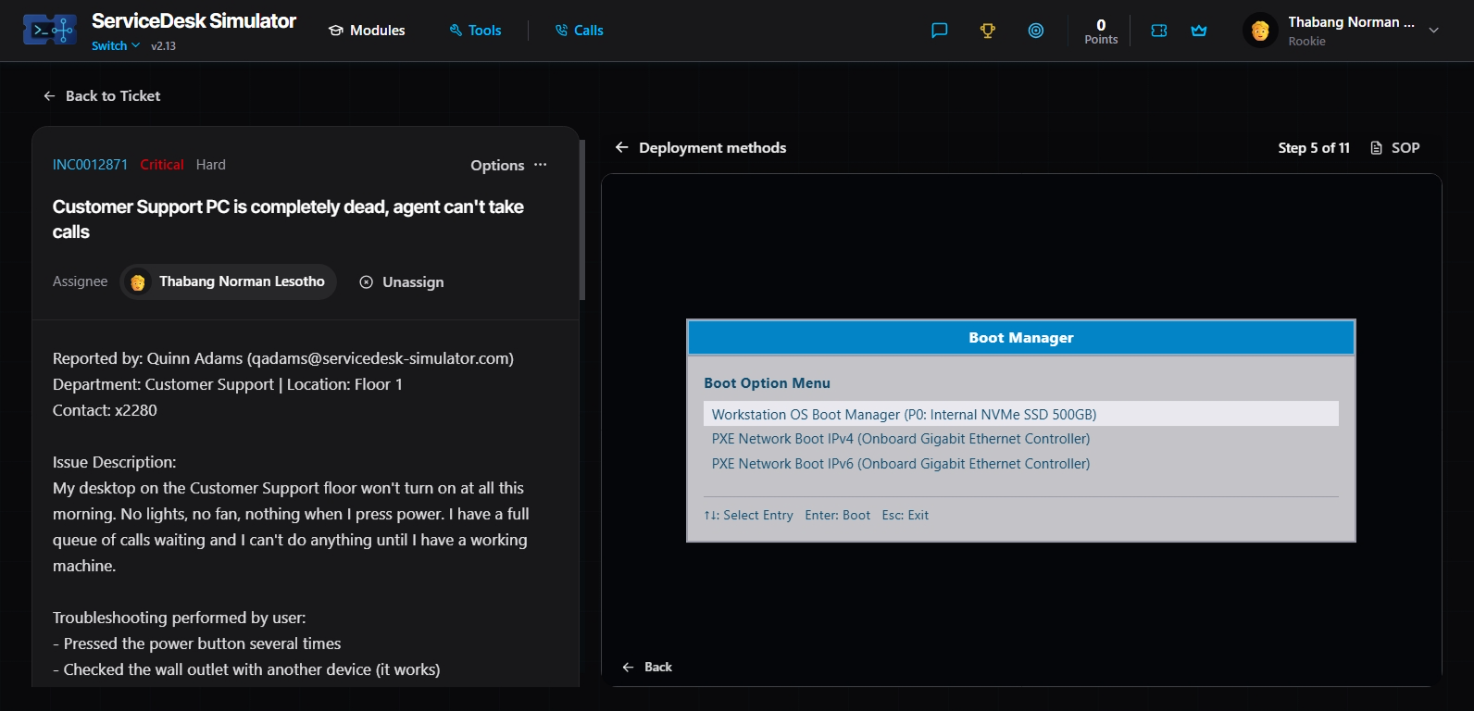 ServiceDesk Simulator
Switch v2.13
Modules
Tools
Calls
0
Points
Thabang Norman ...
Rookie
Back to Ticket
INC0012871 Critical Hard
Options ...
Customer Support PC is completely dead, agent can't take
calls
Assignee Thabang Norman Lesotho Unassign
Reported by: Quinn Adams (qadams@servicedesk-simulator.com)
Department: Customer Support | Location: Floor 1
Contact: x2280
Issue Description:
My desktop on the Customer Support floor won't turn on at all this
morning. No lights, no fan, nothing when I press power. I have a full
queue of calls waiting and I can't do anything until I have a working
machine.
Troubleshooting performed by user:
- Pressed the power button several times
- Checked the wall outlet with another device (it works)
← Deployment methods
Step 5 of 11 SOP
Boot Manager
Boot Option Menu
Workstation OS Boot Manager (P0: Internal NVMe SSD 500GB)
PXE Network Boot IPv4 (Onboard Gigabit Ethernet Controller)
PXE Network Boot IPv6 (Onboard Gigabit Ethernet Controller)
↑↓: Select Entry Enter: Boot Esc: Exit
← Back